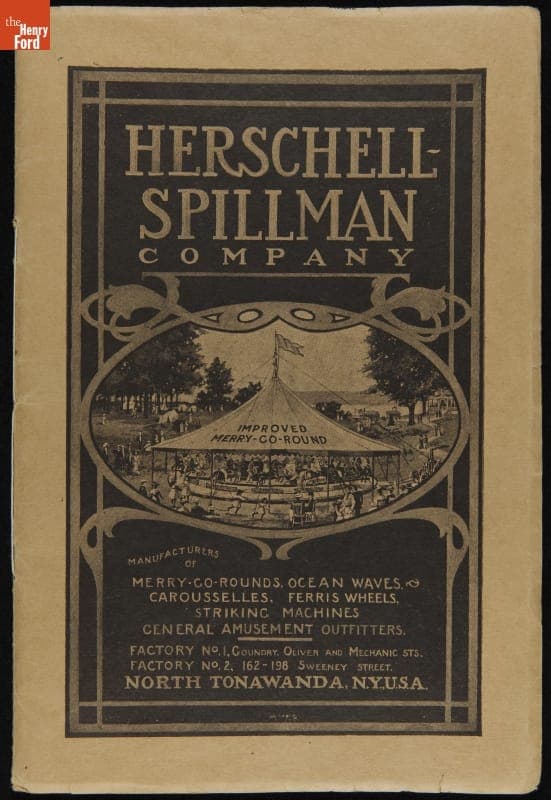 the
Henry
Ford
HERSCHELL-
SPILLMAN
COMPANY
IMPROVED
MERRY-GO-ROUND
MANUFACTURERS
OF
MERRY-GO-ROUNDS, OCEAN WAVES, &
CAROUSSELLES, FERRIS WHEELS,
STRIKING MACHINES
GENERAL AMUSEMENT OUTFITTERS.
FACTORY No. 1, GOUNDRY, OLIVER AND MECHANIC STS.
FACTORY No. 2, 162-198 SWEENEY STREET.
NORTH TONAWANDA, N.Y., U.S.A.